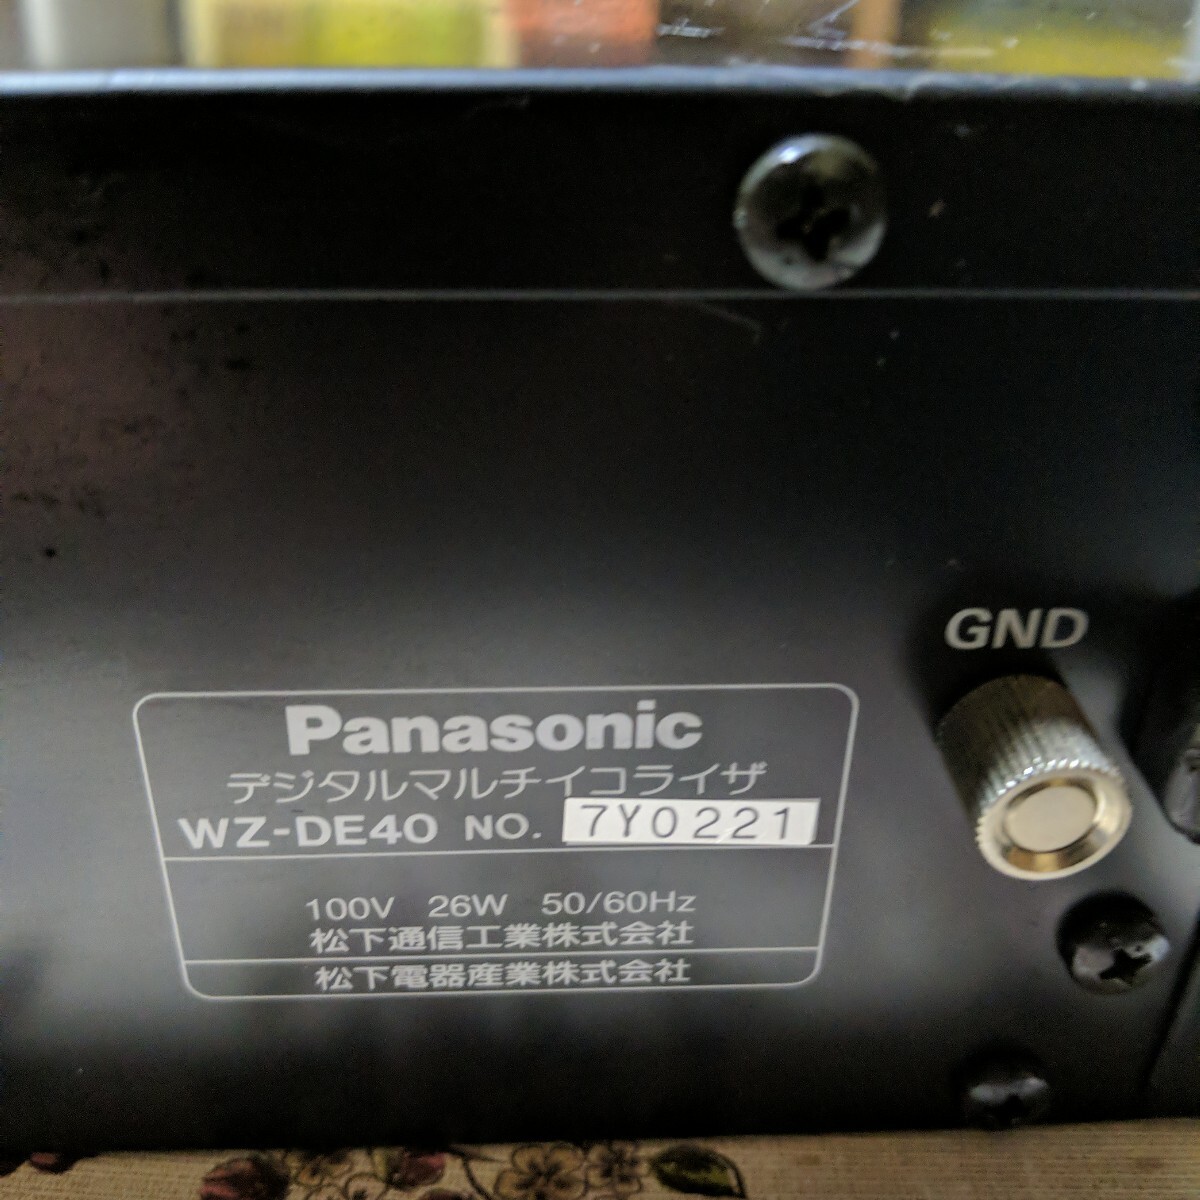 GND
Panasonic
デジタルマルチイコライザ
WZ-DE40 NO. 7Y0221
100V 26W 50/60Hz
松下通信工業株式会社
松下電器産業株式会社